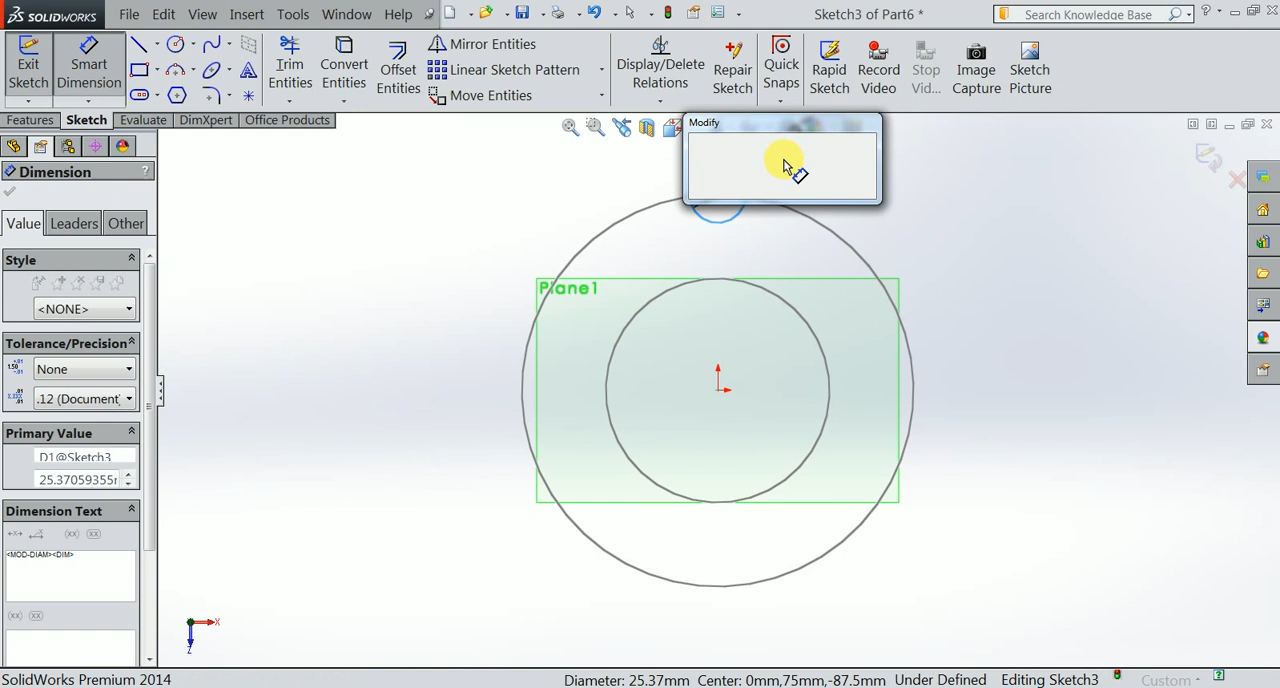 SOLIDWORKS File Edit View Insert Tools Window Help Sketch3 of Part6 * Search Knowledge Base
Exit Sketch
Smart Dimension
Trim Entities
Convert Entities
Offset Entities
Mirror Entities
Linear Sketch Pattern
Move Entities
Display/Delete Relations
Repair Sketch
Quick Snaps
Rapid Sketch
Record Video
Stop Vid...
Image Capture
Sketch Picture
Features Sketch Evaluate DimXpert Office Products
Modify
Dimension ?
Value Leaders Other
Style
<NONE>
Plane1
Tolerance/Precision
None
.12 (Document)
Primary Value
D1@Sketch3
25.37059355r
Dimension Text
<MOD-DIAM><DIM>
X
Z
SolidWorks Premium 2014 Diameter: 25.37mm Center: 0mm,75mm,-87.5mm Under Defined Editing Sketch3 Custom